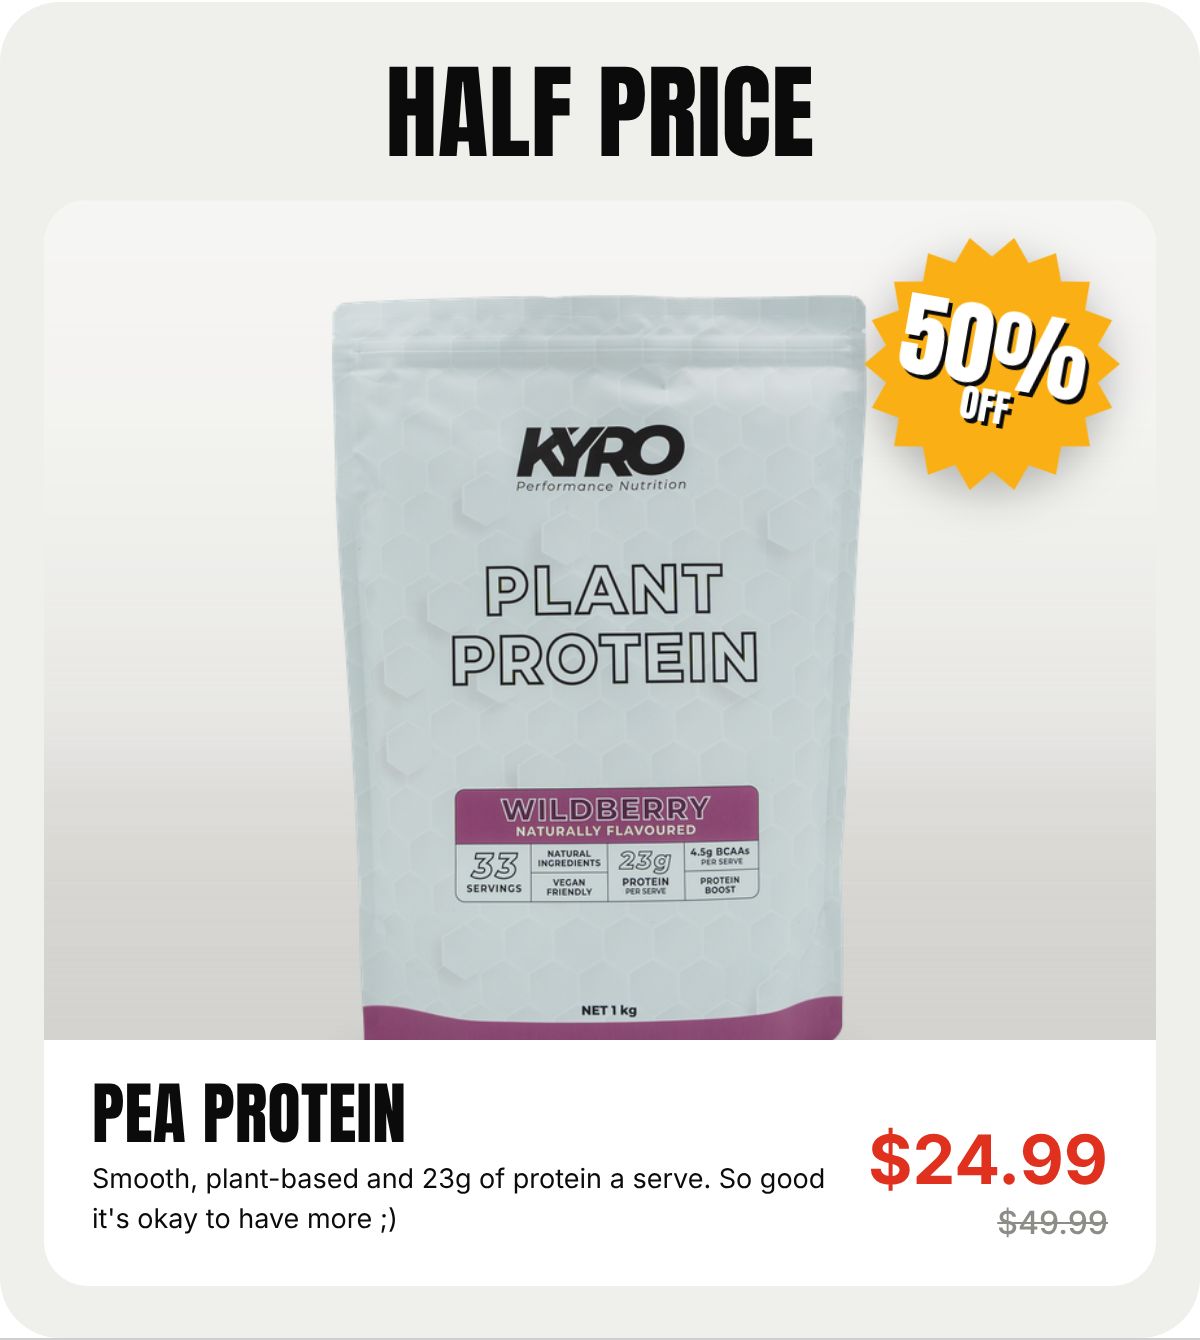 HALF PRICE
50%
OFF
KYRO
Performance Nutrition
PLANT
PROTEIN
WILDBERRY
NATURALLY FLAVOURED
33
SERVINGS
NATURAL
INGREDIENTS
VEGAN
FRIENDLY
23g
PROTEIN
PER SERVE
4.5g BCAAs
PER SERVE
PROTEIN
BOOST
NET 1 kg
PEA PROTEIN
Smooth, plant-based and 23g of protein a serve. So good
it's okay to have more ;)
$24.99
$49.99